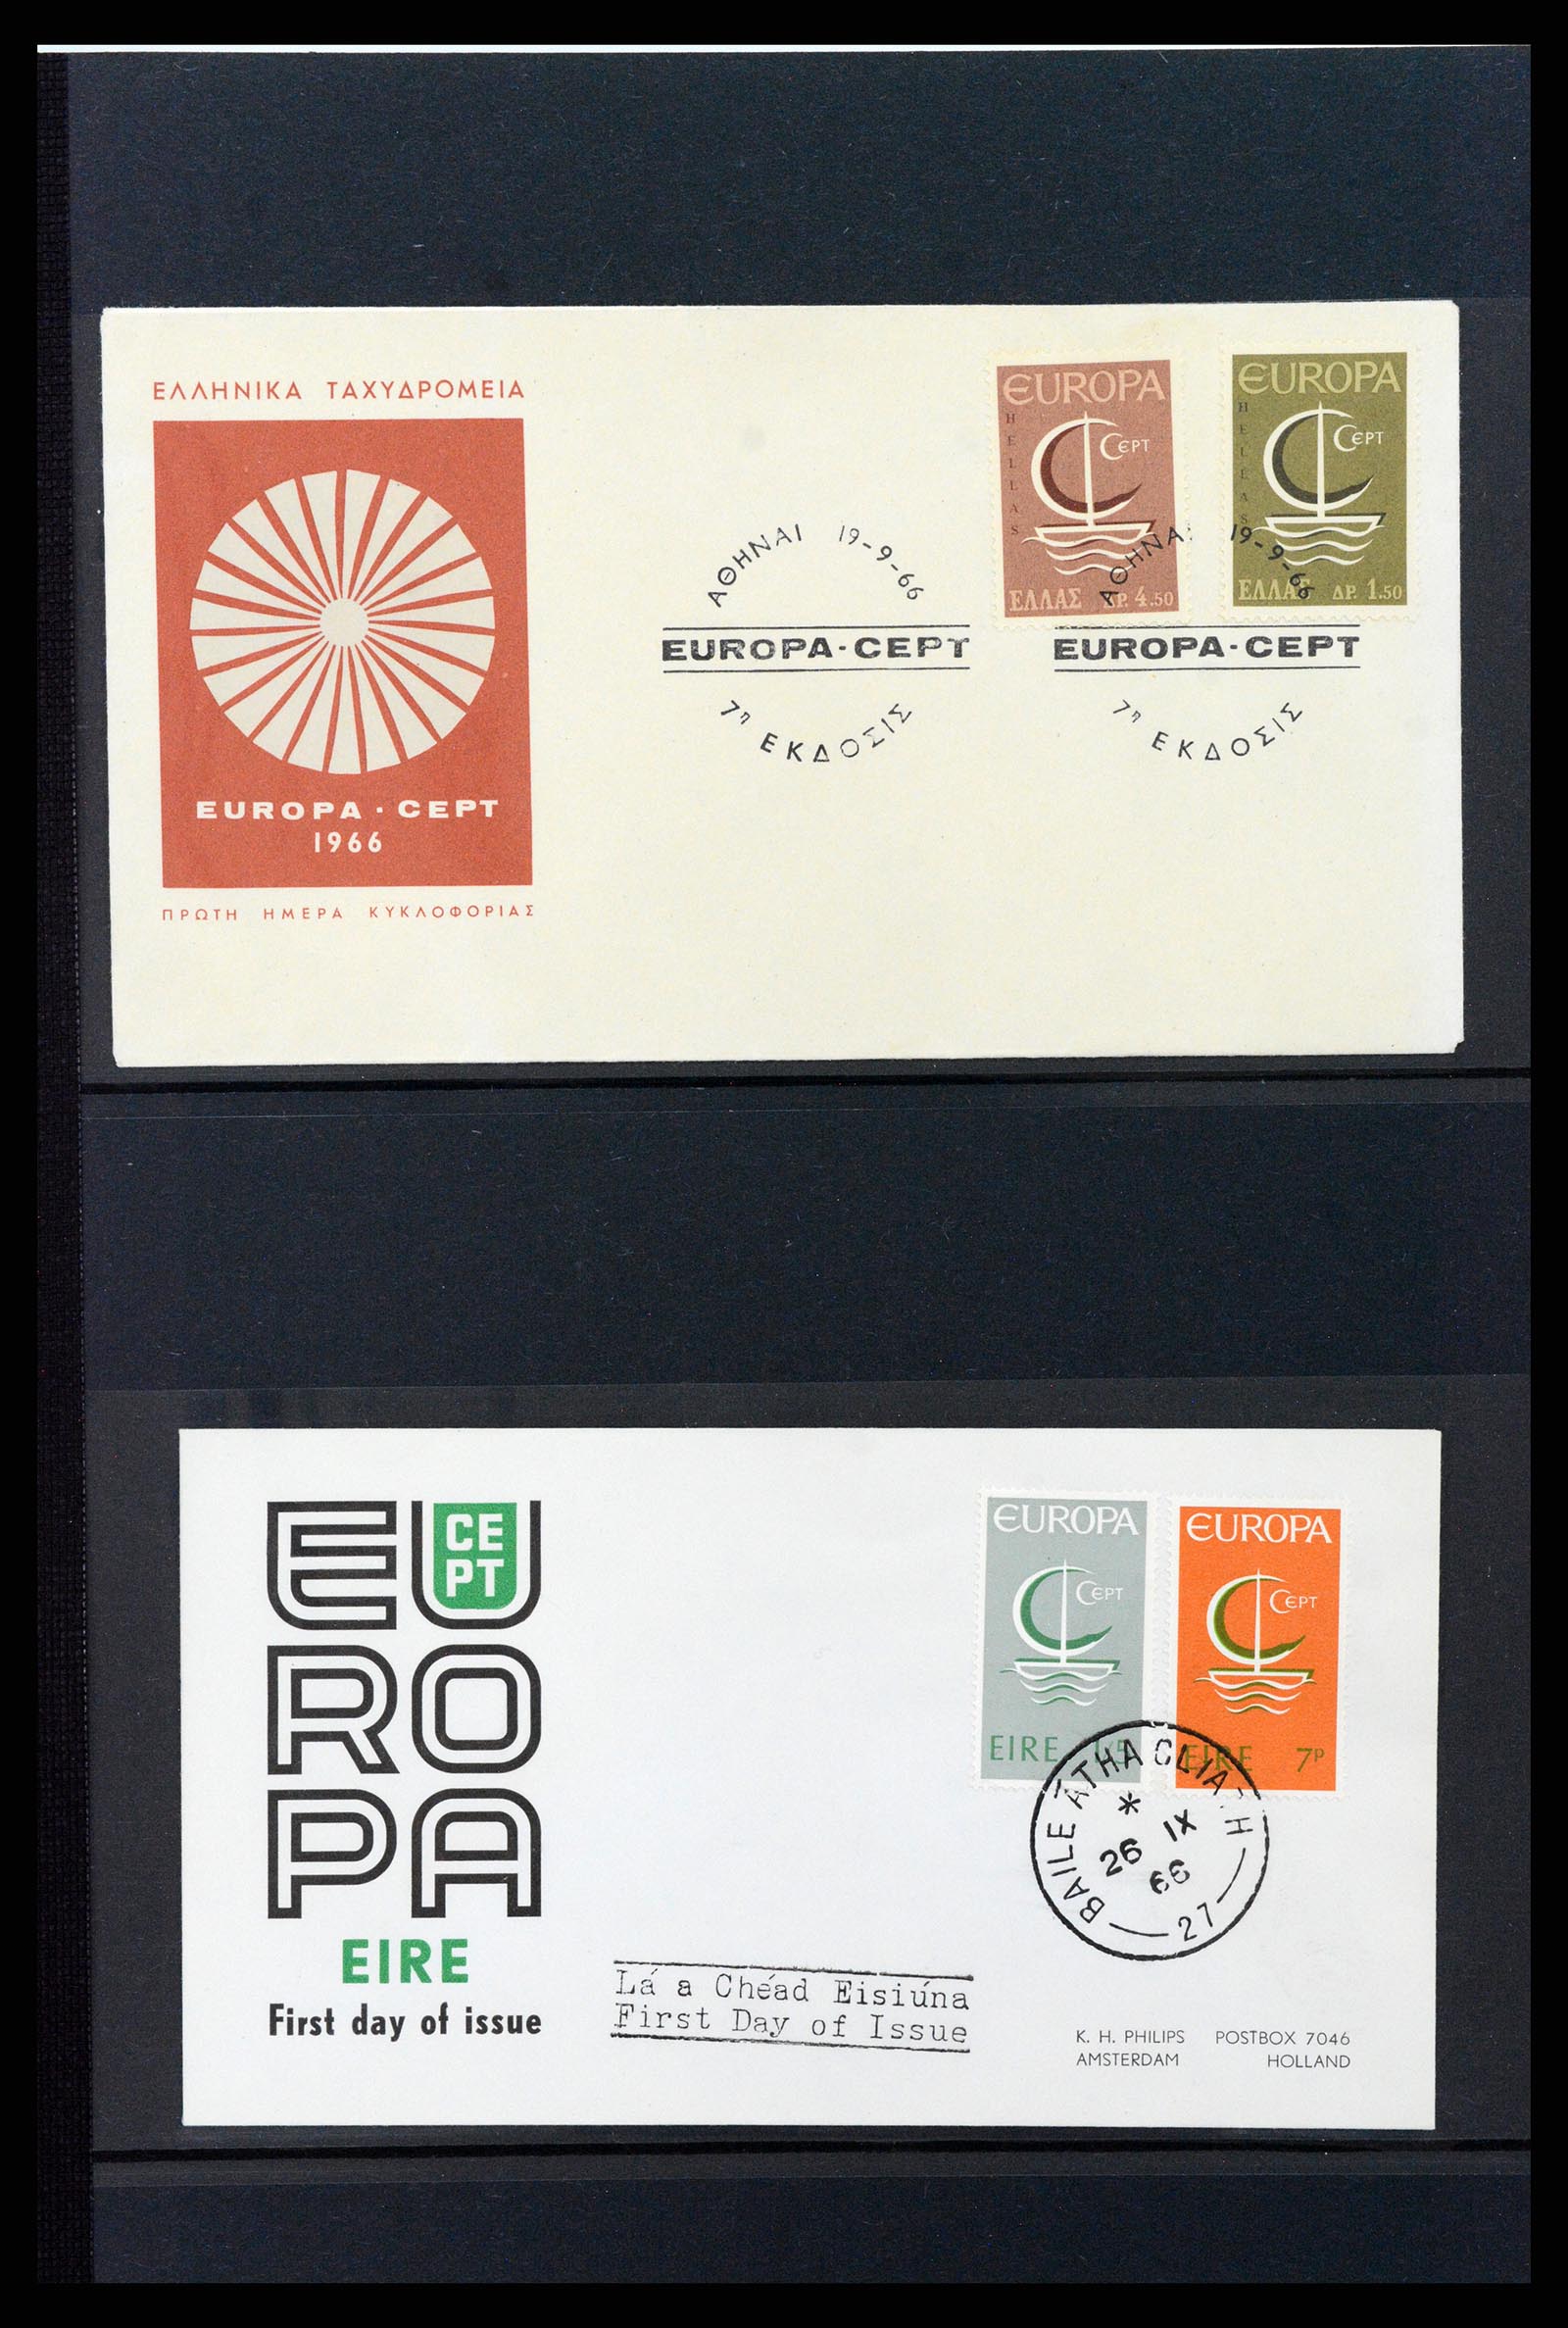 ΕΛΛΗΝΙΚΑ ΤΑΧΥΔΡΟΜΕΙΑ
EUROPA · CEPT
1966
ΠΡΩΤΗ ΗΜΕΡΑ ΚΥΚΛΟΦΟΡΙΑΣ
ΑΘΗΝΑΙ 19-9-66
EUROPA·CEPT
7η ΕΚΔΟΣΙΣ
EUROPA
CEPT
HELLAS
ΕΛΛΑΣ ΔΡ. 4.50
EUROPA
CEPT
HELLAS
ΕΛΛΑΣ ΔΡ. 1.50
ΑΘΗΝΑΙ 19-9-66
EUROPA·CEPT
7η ΕΚΔΟΣΙΣ
EU
CE
PT
RO
PA
EIRE
First day of issue
Lá a Chéad Eisiúna
First Day of Issue
EUROPA
CEPT
EIRE 1/5
EUROPA
CEPT
EIRE 7P
BAILE ÁTHA CLIATH
26 IX
66
27
K. H. PHILIPS POSTBOX 7046
AMSTERDAM HOLLAND